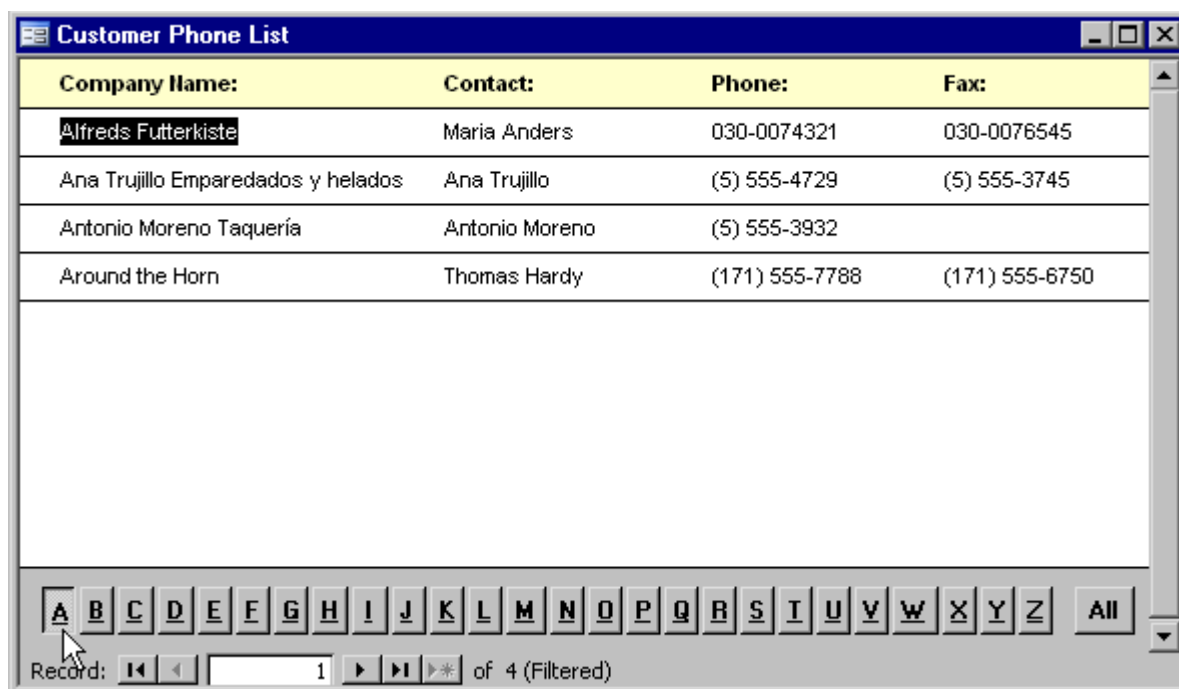 Customer Phone List
Company Name: Contact: Phone: Fax:
Alfreds Futterkiste Maria Anders 030-0074321 030-0076545
Ana Trujillo Emparedados y helados Ana Trujillo (5) 555-4729 (5) 555-3745
Antonio Moreno Taquería Antonio Moreno (5) 555-3932
Around the Horn Thomas Hardy (171) 555-7788 (171) 555-6750
A B C D E F G H I J K L M N O P Q R S T U V W X Y Z All
Record: 1 of 4 (Filtered)